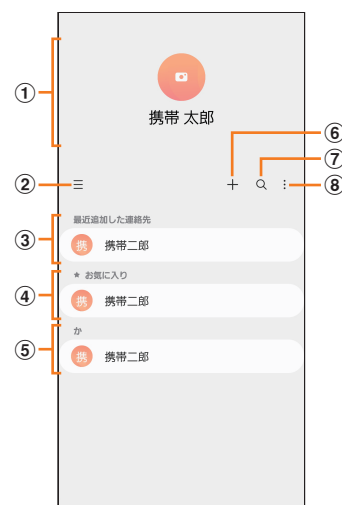 ①
携帯 太郎
⑥
⑦
②
⑧
最近追加した連絡先
③
携 携帯二郎
★ お気に入り
④
携 携帯二郎
か
⑤
携 携帯二郎